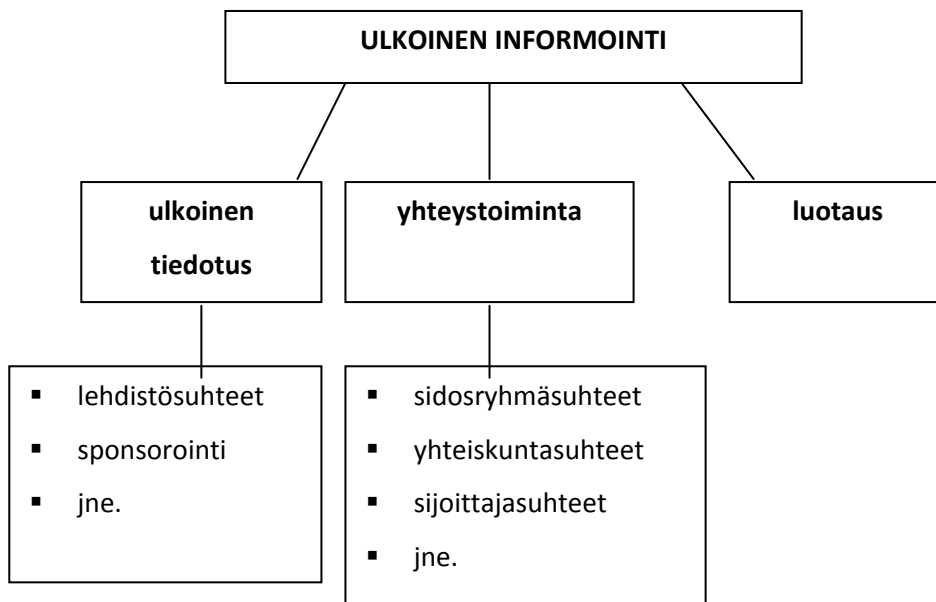 ULKOINEN INFORMOINTI
ulkoinen
tiedotus
yhteystoiminta
luotaus
▪ lehdistösuhteet
▪ sponsorointi
▪ jne.
▪ sidosryhmäsuhteet
▪ yhteiskuntasuhteet
▪ sijoittajasuhteet
▪ jne.